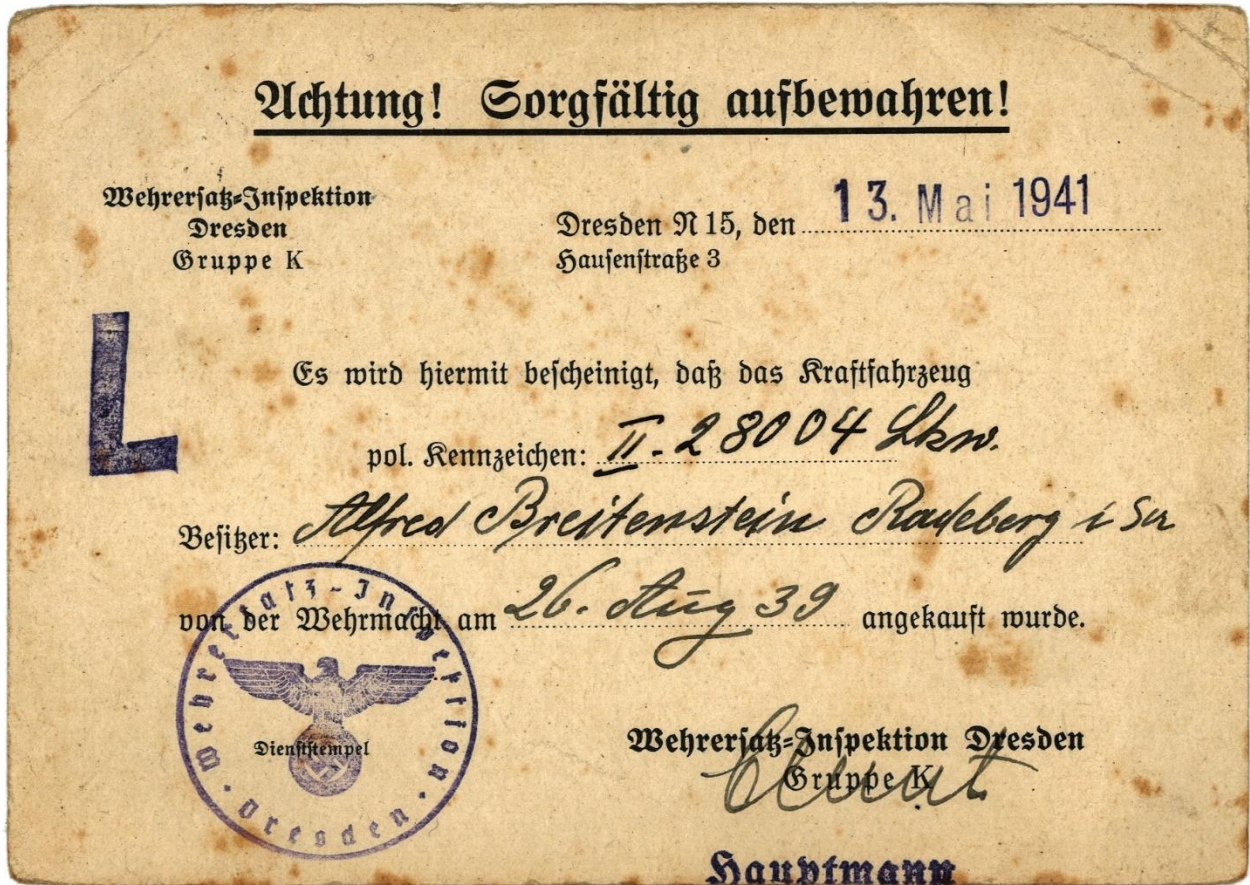 Achtung! Sorgfältig aufbewahren!
Wehrersatz-Inspektion
Dresden
Gruppe K
Dresden N 15, den 13. Mai 1941
Hausenstraße 3
L
Es wird hiermit bescheinigt, daß das Kraftfahrzeug
pol. Kennzeichen: II-28004 Lkw.
Besitzer: Alfred Breitenstein Radeberg i Sa
von der Wehrmacht am 26. Aug 39 angekauft wurde.
Wehrersatz-Inspektion Dresden
Dienststempel
Wehrersatz-Inspektion Dresden
Gruppe K
Hauptmann